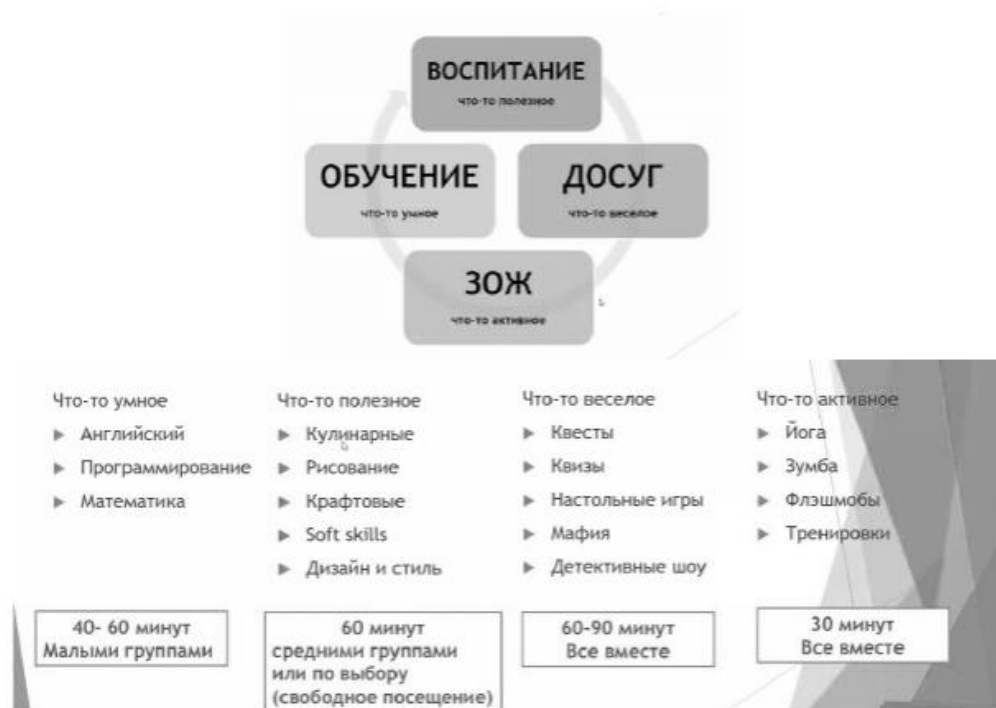 ВОСПИТАНИЕ
что-то полезное
ОБУЧЕНИЕ
что-то умное
ДОСУГ
что-то веселое
ЗОЖ
что-то активное
Что-то умное
Английский
Программирование
Математика
40- 60 минут
Малыми группами
Что-то полезное
Кулинарные
Рисование
Крафтовые
Soft skills
Дизайн и стиль
60 минут
средними группами
или по выбору
(свободное посещение)
Что-то веселое
Квесты
Квизы
Настольные игры
Мафия
Детективные шоу
60-90 минут
Все вместе
Что-то активное
Йога
Зумба
Флэшмобы
Тренировки
30 минут
Все вместе